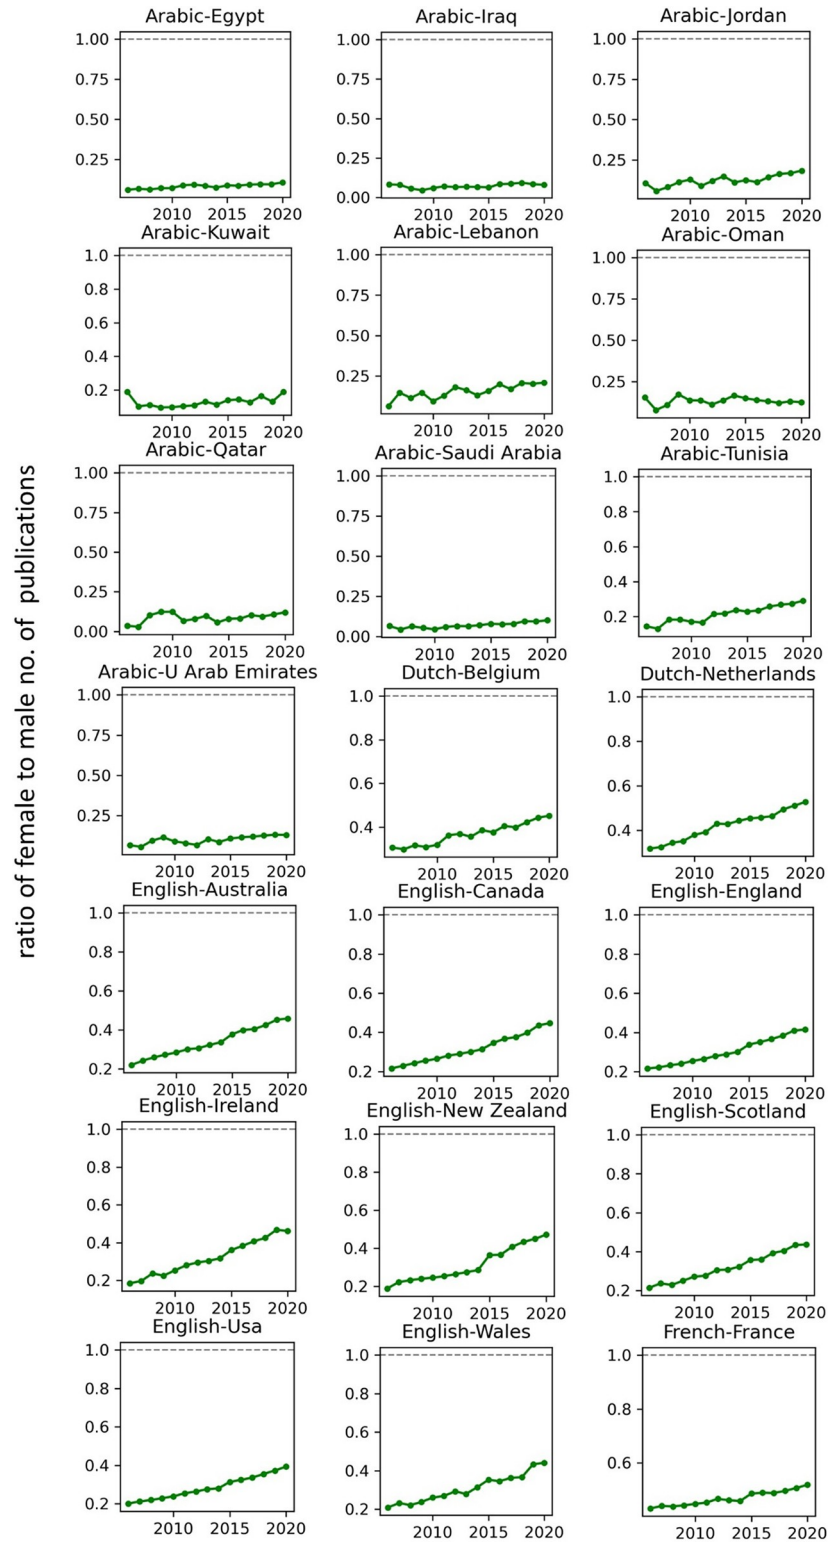 ratio of female to male no. of publications
Arabic-Egypt
1.00
0.75
0.50
0.25
2010 2015 2020
Arabic-Iraq
1.00
0.75
0.50
0.25
0.00
2010 2015 2020
Arabic-Jordan
1.00
0.75
0.50
0.25
2010 2015 2020
Arabic-Kuwait
1.0
0.8
0.6
0.4
0.2
2010 2015 2020
Arabic-Lebanon
1.00
0.75
0.50
0.25
2010 2015 2020
Arabic-Oman
1.00
0.75
0.50
0.25
2010 2015 2020
Arabic-Qatar
1.00
0.75
0.50
0.25
0.00
2010 2015 2020
Arabic-Saudi Arabia
1.00
0.75
0.50
0.25
0.00
2010 2015 2020
Arabic-Tunisia
1.0
0.8
0.6
0.4
0.2
2010 2015 2020
Arabic-U Arab Emirates
1.00
0.75
0.50
0.25
2010 2015 2020
Dutch-Belgium
1.0
0.8
0.6
0.4
2010 2015 2020
Dutch-Netherlands
1.0
0.8
0.6
0.4
2010 2015 2020
English-Australia
1.0
0.8
0.6
0.4
0.2
2010 2015 2020
English-Canada
1.0
0.8
0.6
0.4
0.2
2010 2015 2020
English-England
1.0
0.8
0.6
0.4
0.2
2010 2015 2020
English-Ireland
1.0
0.8
0.6
0.4
0.2
2010 2015 2020
English-New Zealand
1.0
0.8
0.6
0.4
0.2
2010 2015 2020
English-Scotland
1.0
0.8
0.6
0.4
0.2
2010 2015 2020
English-Usa
1.0
0.8
0.6
0.4
0.2
2010 2015 2020
English-Wales
1.0
0.8
0.6
0.4
0.2
2010 2015 2020
French-France
1.0
0.8
0.6
2010 2015 2020